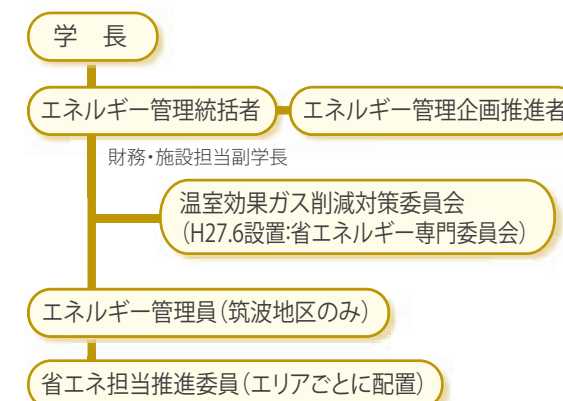 学　長
エネルギー管理統括者
エネルギー管理企画推進者
財務・施設担当副学長
温室効果ガス削減対策委員会
（H27.6設置:省エネルギー専門委員会）
エネルギー管理員（筑波地区のみ）
省エネ担当推進委員（エリアごとに配置）